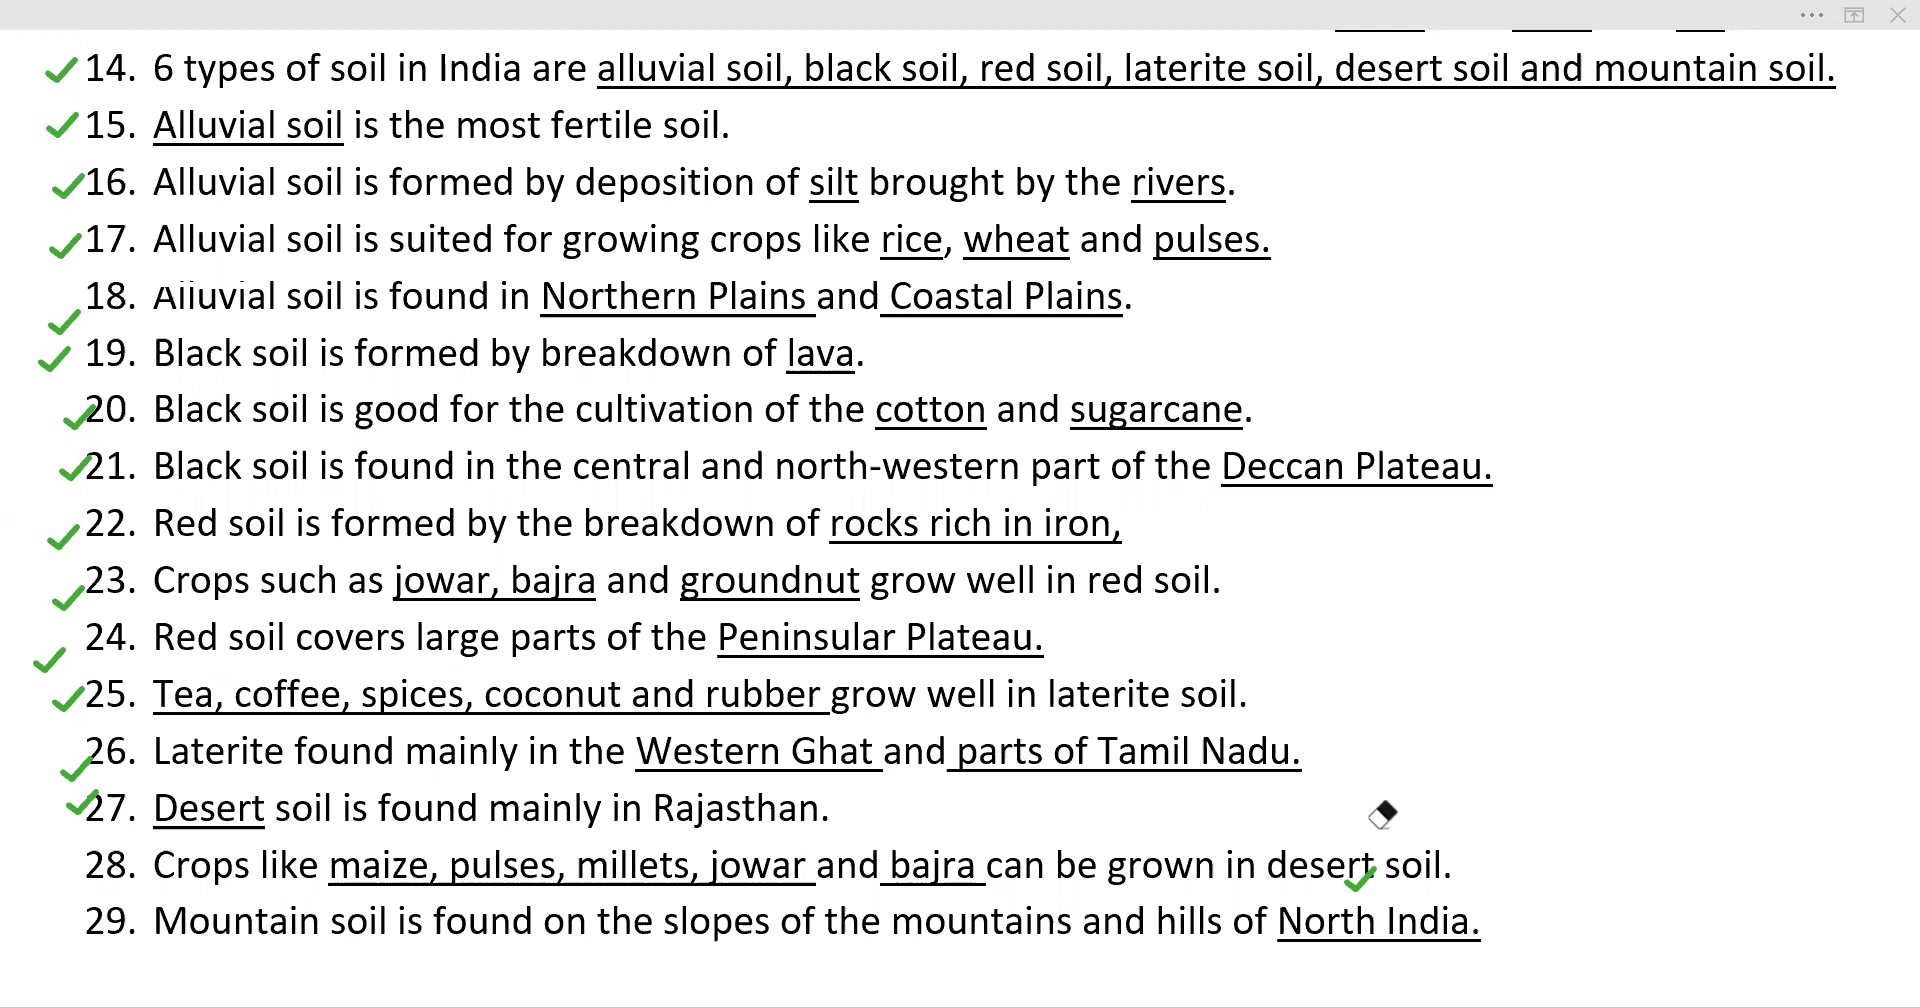 14. 6 types of soil in India are alluvial soil, black soil, red soil, laterite soil, desert soil and mountain soil.
15. Alluvial soil is the most fertile soil.
16. Alluvial soil is formed by deposition of silt brought by the rivers.
17. Alluvial soil is suited for growing crops like rice, wheat and pulses.
18. Alluvial soil is found in Northern Plains and Coastal Plains.
19. Black soil is formed by breakdown of lava.
20. Black soil is good for the cultivation of the cotton and sugarcane.
21. Black soil is found in the central and north-western part of the Deccan Plateau.
22. Red soil is formed by the breakdown of rocks rich in iron,
23. Crops such as jowar, bajra and groundnut grow well in red soil.
24. Red soil covers large parts of the Peninsular Plateau.
25. Tea, coffee, spices, coconut and rubber grow well in laterite soil.
26. Laterite found mainly in the Western Ghat and parts of Tamil Nadu.
27. Desert soil is found mainly in Rajasthan.
28. Crops like maize, pulses, millets, jowar and bajra can be grown in desert soil.
29. Mountain soil is found on the slopes of the mountains and hills of North India.